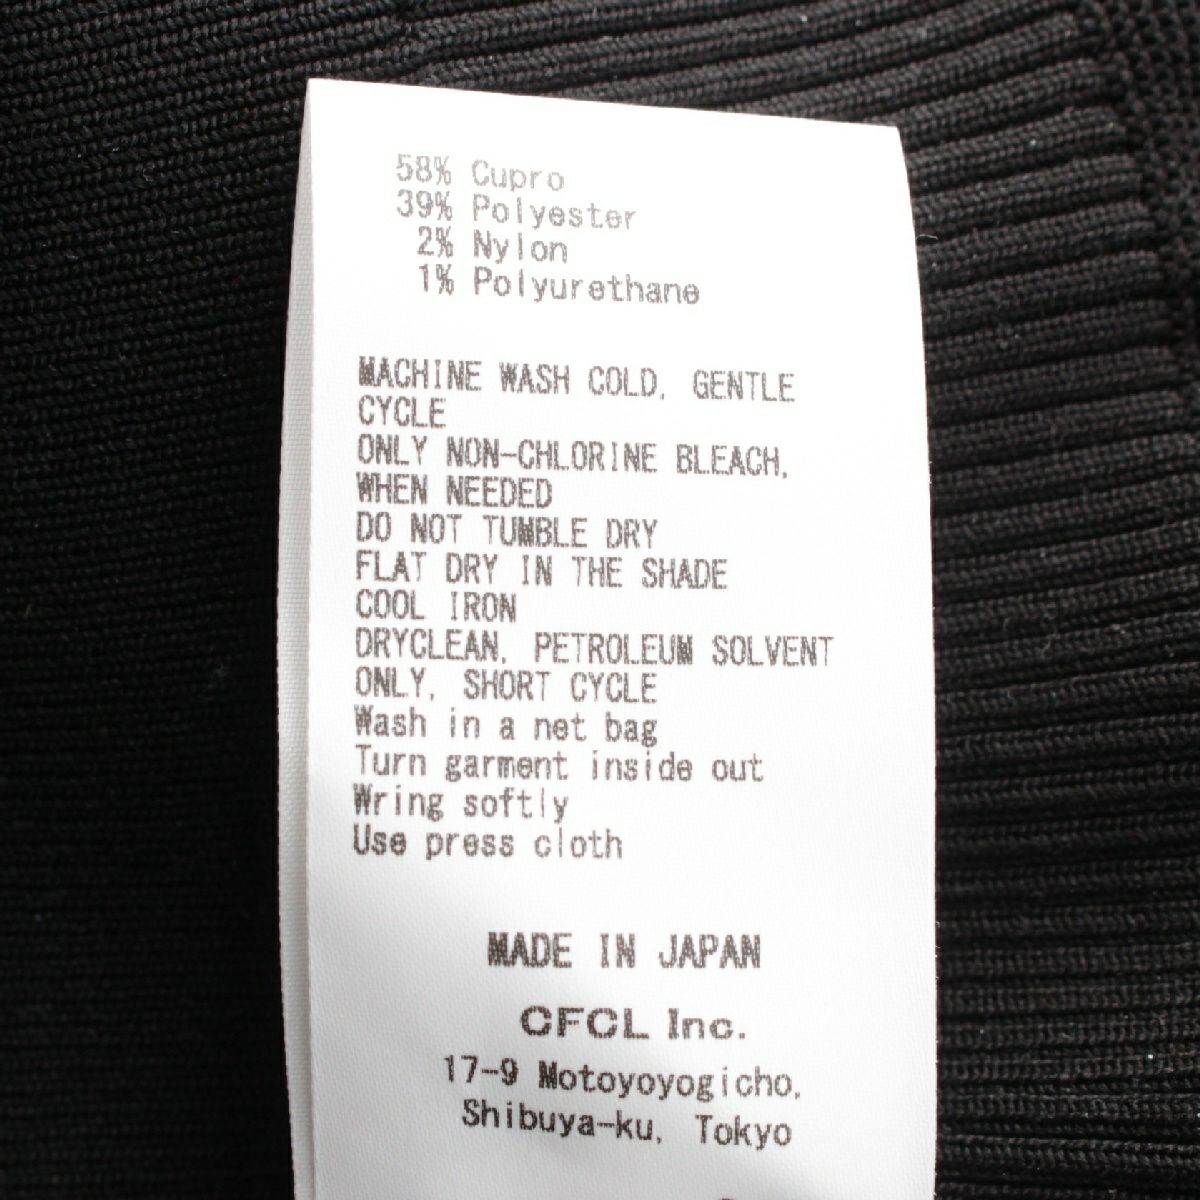 58% Cupro
39% Polyester
2% Nylon
1% Polyurethane
MACHINE WASH COLD, GENTLE
CYCLE
ONLY NON-CHLORINE BLEACH,
WHEN NEEDED
DO NOT TUMBLE DRY
FLAT DRY IN THE SHADE
COOL IRON
DRYCLEAN, PETROLEUM SOLVENT
ONLY, SHORT CYCLE
Wash in a net bag
Turn garment inside out
Wring softly
Use press cloth
MADE IN JAPAN
CFCL Inc.
17-9 Motoyoyogicho,
Shibuya-ku, Tokyo